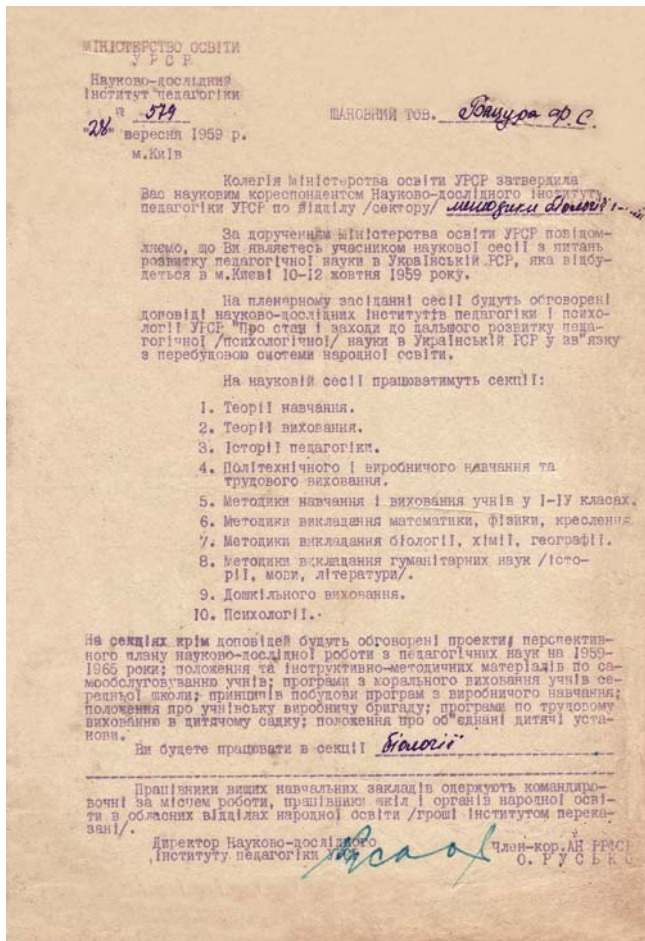 МІНІСТЕРСТВО ОСВІТИ
УРСР
Науково-дослідний
Інститут педагогіки
№ 579
"28" вересня 1959 р.
м.Київ
ШАНОВНИЙ ТОВ. Бацура Ф.С.
Колегія Міністерства освіти УРСР затвердила
Вас науковим кореспондентом Науково-дослідного інституту
педагогіки УРСР по відділу /сектору/ методики біології
За дорученням Міністерства освіти УРСР повідом-
ляємо, що Ви являєтесь учасником наукової сесії з питань
розвитку педагогічної науки в Українській РСР, яка відбу-
деться в м.Києві 10-12 жовтня 1959 року.
На пленарному засіданні сесії будуть обговорені
доповіді науково-дослідних інститутів педагогіки і психо-
логії УРСР "Про стан і заходи до дальшого розвитку педа-
гогічної /психологічної/ науки в Українській РСР у зв"язку
з перебудовою системи народної освіти.
На науковій сесії працюватимуть секції:
1. Теорії навчання.
2. Теорії виховання.
3. Історії педагогіки.
4. Політехнічного і виробничого навчання та
трудового виховання.
5. Методики навчання і виховання учнів у І-ІУ класах.
6. Методики викладання математики, фізики, креслення
7. Методики викладання біології, хімії, географії.
8. Методики викладання гуманітарних наук /істо-
рії, мови, літератури/.
9. Дошкільного виховання.
10. Психології.
На секціях крім доповідей будуть обговорені проекти: перспектив-
ного плану науково-дослідної роботи з педагогічних наук на 1959-
1965 роки; положення та інструктивно-методичних матеріалів по са-
мообслуговуванню учнів; програми з морального виховання учнів се-
редньої школи; принципів побудови програм з виробничого навчання;
положення про учнівську виробничу бригаду; програми по трудовому
вихованню в дитячому садку; положення про об"єднані дитячі уста-
нови.
Ви будете працювати в секції біології
Працівники вищих навчальних закладів одержують командиро-
вочні за місцем роботи, працівники шкіл і органів народної осві-
ти в обласних відділах народної освіти /гроші інститутом перека-
зані/.
Директор Науково-дослідного
Інституту педагогіки УРСР
Член-кор.АН УРСР
О. РУСЬКО